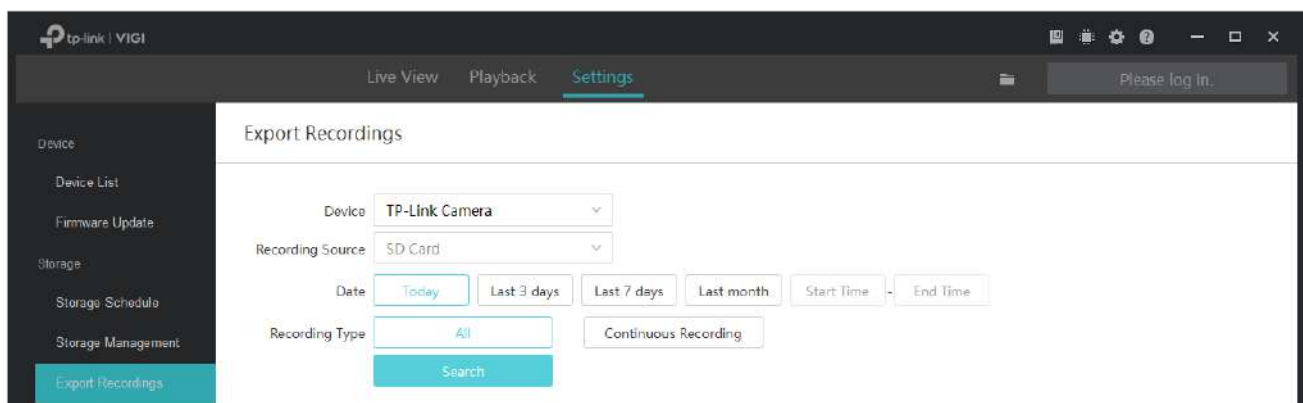 tp-link | VIGI
Live View Playback Settings Please log in..
Device
Device List
Firmware Update
Storage
Storage Schedule
Storage Management
Export Recordings
Export Recordings
Device TP-Link Camera
Recording Source SD Card
Date Today Last 3 days Last 7 days Last month Start Time - End Time
Recording Type All Continuous Recording
Search